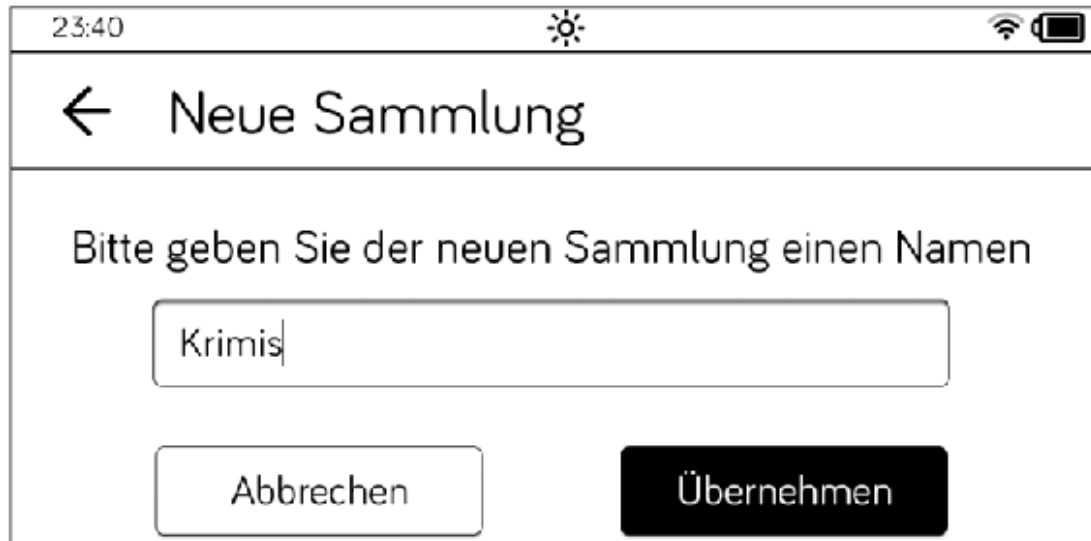 23:40
Neue Sammlung
Bitte geben Sie der neuen Sammlung einen Namen
Krimis
Abbrechen Übernehmen